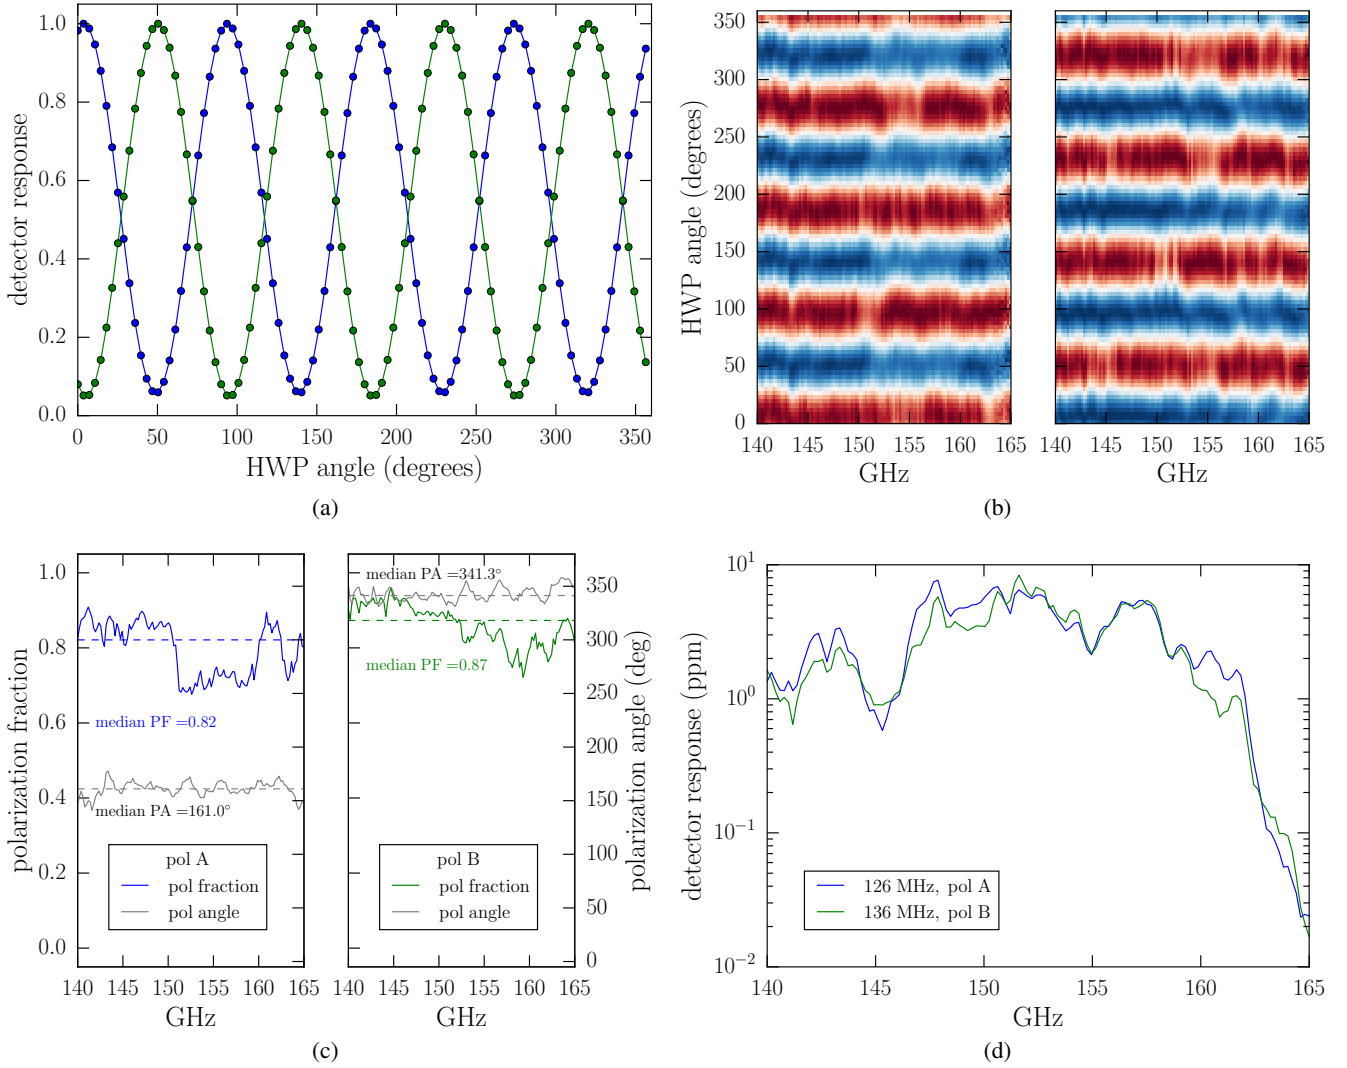 1.0
0.8
0.6
0.4
0.2
0.0
detector response
0 50 100 150 200 250 300 350
HWP angle (degrees)
(a)
350
300
250
200
150
100
50
0
HWP angle (degrees)
140 145 150 155 160 165
GHz
140 145 150 155 160 165
GHz
(b)
1.0
0.8
0.6
0.4
0.2
0.0
polarization fraction
median PF =0.82
median PA =161.0°
pol A
pol fraction
pol angle
140 145 150 155 160 165
GHz
median PA =341.3°
median PF =0.87
pol B
pol fraction
pol angle
140 145 150 155 160 165
GHz
350
300
250
200
150
100
50
0
polarization angle (deg)
(c)
10¹
10⁰
10⁻¹
10⁻²
detector response (ppm)
126 MHz, pol A
136 MHz, pol B
140 145 150 155 160 165
GHz
(d)